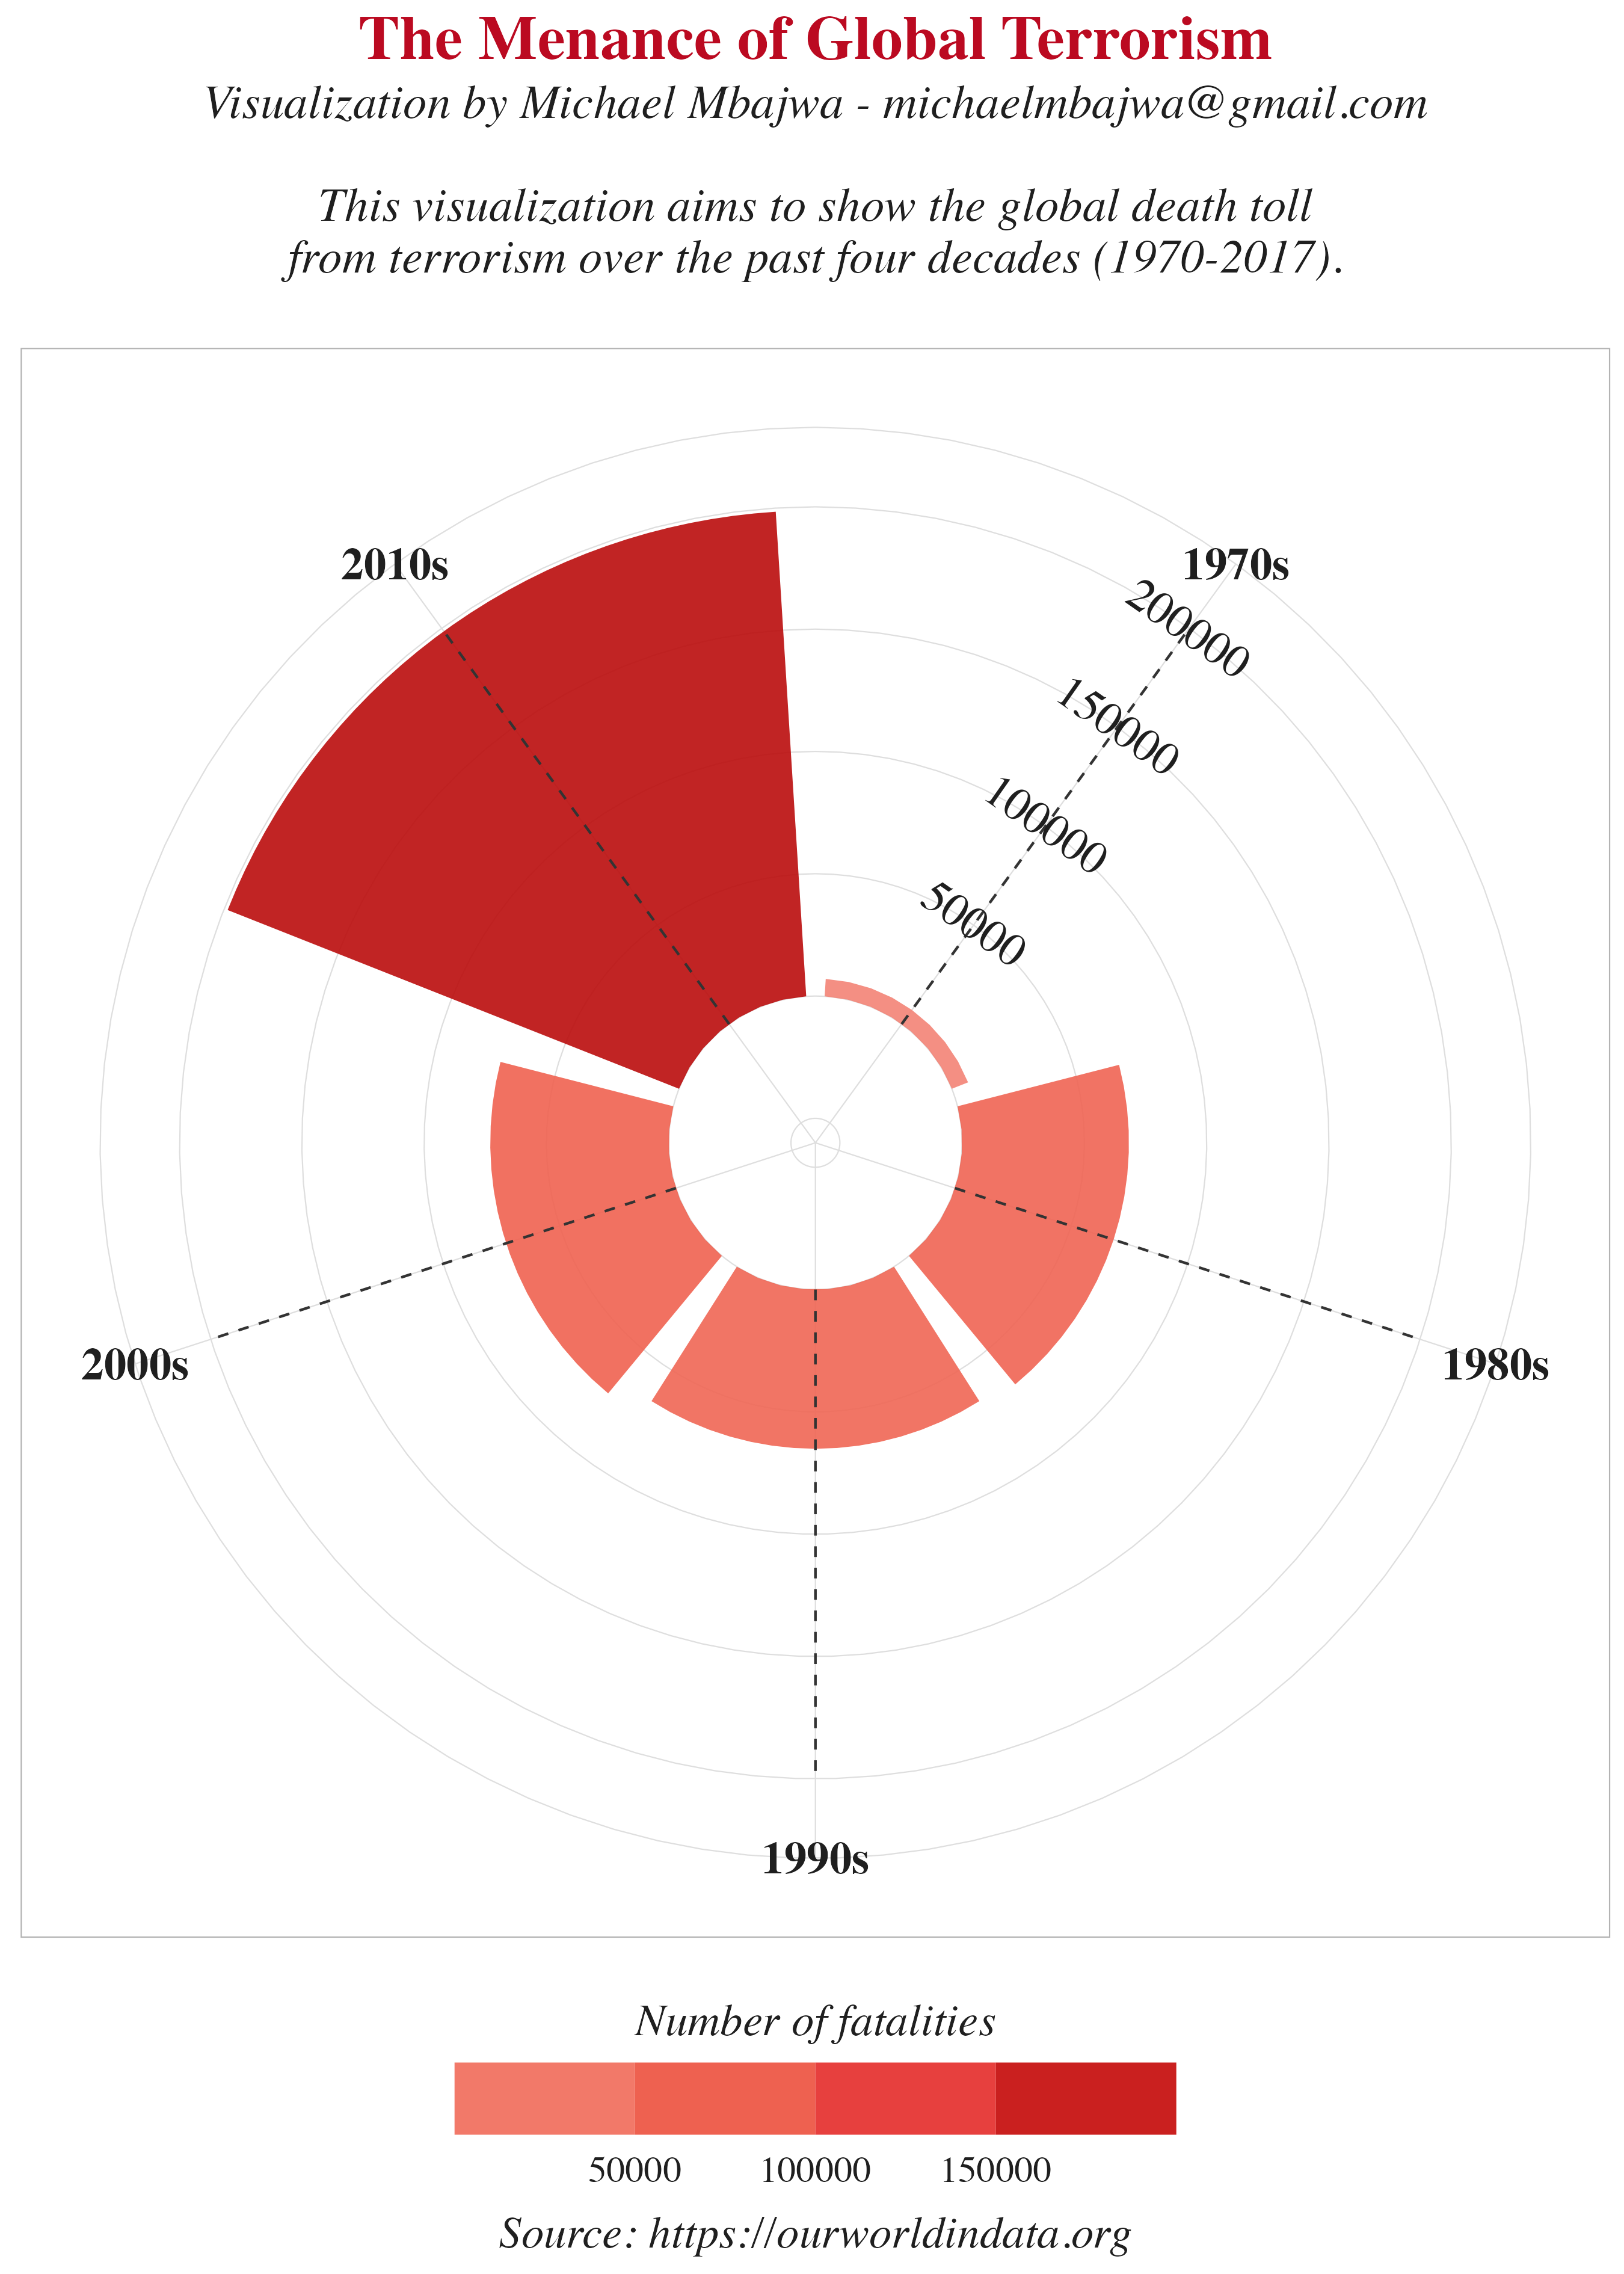 The Menance of Global Terrorism
Visualization by Michael Mbajwa - michaelmbajwa@gmail.com
This visualization aims to show the global death toll
from terrorism over the past four decades (1970-2017).
2010s
1970s
200000
150000
100000
50000
2000s
1980s
1990s
Number of fatalities
50000 100000 150000
Source: https://ourworldindata.org